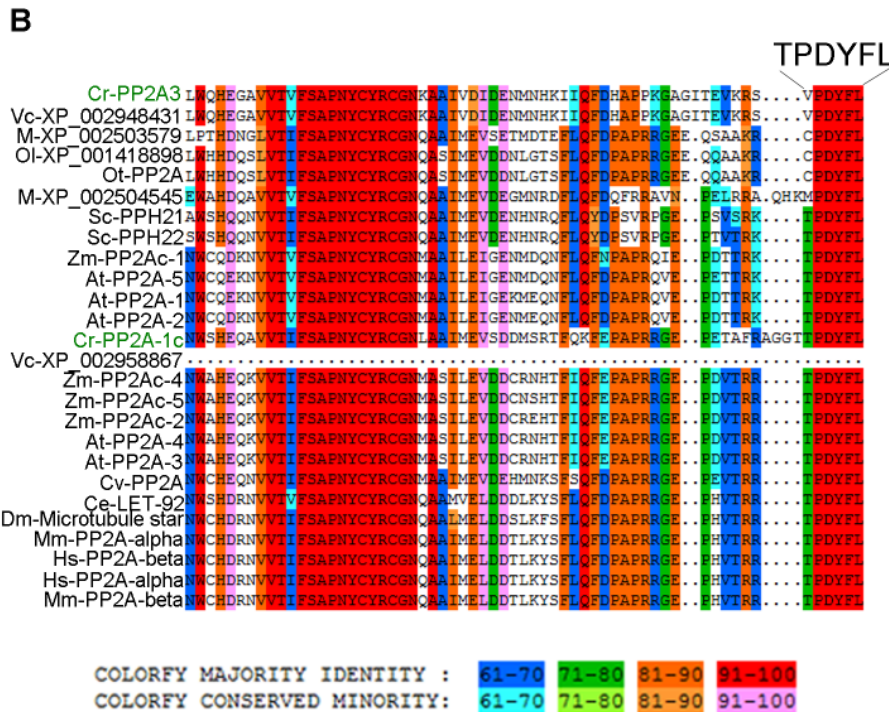 B
TPDYFL
Cr-PP2A3 LWQHEGAVVTVFSAPNYCYRCGNKAAIVDIDENMNHKIIQFDHAPPKGAGITEVKRS....VPDYFL
Vc-XP_002948431 LWQHEGAVVTVFSAPNYCYRCGNKAAIVDIDENMNHKIIQFDHAPPKGAGITEVKRS....VPDYFL
M-XP_002503579 LPTHDNGLVTIFSAPNYCYRCGNQAAIMEVSETMDTEFLQFDPAPRRGEE.QSAAKR....CPDYFL
Ol-XP_001418898 LWHHDQSLVTIFSAPNYCYRCGNQASIMEVDDNLGTSFLQFDPAPRRGEE.QQAAKR....CPDYFL
Ot-PP2A LWHHDQSLVTIFSAPNYCYRCGNQASIMEVDDNLGTSFLQFDPAPRRGEE.QQAAKR....CPDYFL
M-XP_002504545 EWAHDQAVVTVFSAPNYCYRCGNQAAIMEVDEGMNRDFLQFDQFRRAVN..PELRRA.QHKMPDYFL
Sc-PPH21 AWSHQQNVVTIFSAPNYCYRCGNQAAIMEVDENHNRQFLQYDPSVRPGE..PSVSRK....TPDYFL
Sc-PPH22 SWSHQQNVVTIFSAPNYCYRCGNQAAIMEVDENHNRQFLQYDPSVRPGE..PTVTRK....TPDYFL
Zm-PP2Ac-1 NWCQDKNVVTVFSAPNYCYRCGNMAAILEIGENMDQNFLQFNPAPRQIE..PDTTRK....TPDYFL
At-PP2A-5 NWCQEKNVVTVFSAPNYCYRCGNMAAILEIGENMDQNFLQFDPAPRQVE..PETTRK....TPDYFL
At-PP2A-1 NWCQEKNVVTVFSAPNYCYRCGNMAAILEIGEKMEQNFLQFDPAPRQVE..PDTTRK....TPDYFL
At-PP2A-2 NWCQDKNVVTVFSAPNYCYRCGNMAAILEIGENMEQNFLQFDPAPRQVE..PDTTRK....TPDYFL
Cr-PP2A-1c NWSHEQAVVTIFSAPNYCYRCGNLAAIMEVSDDMSRTFQKFDPAPRRGE..PETAFRAGGTTPDYFL
Vc-XP_002958867 ...................................................................
Zm-PP2Ac-4 NWAHEQKVVTIFSAPNYCYRCGNMASILEVDDCRNHTFIQFEPAPRRGE..PDVTRR....TPDYFL
Zm-PP2Ac-5 NWAHEQKVVTIFSAPNYCYRCGNMASILEVDDCNSHTFIQFEPAPRRGE..PDVTRR....TPDYFL
Zm-PP2Ac-2 NWAHEQKVVTIFSAPNYCYRCGNMASILEVDDCREHTFIQFEPAPRRGE..PDVTRR....TPDYFL
At-PP2A-4 NWAHEQKVVTIFSAPNYCYRCGNMASILEVDDCRNHTFIQFEPAPRRGE..PDVTRR....TPDYFL
At-PP2A-3 NWAHEQKVVTIFSAPNYCYRCGNMASILEVDDCRNHTFIQFEPAPRRGE..PDVTRR....TPDYFL
Cv-PP2A NWCHEQNVVTIFSAPNYCYRCGNMAAIMEVDEHMNKSFSQFDPAPRRGE..PDVTRR....TPDYFL
Ce-LET-92 NWSHDRNVVTVFSAPNYCYRCGNQAAMVELDDDLKYSFLQFDPAPRRGE..PHVTRR....TPDYFL
Dm-Microtubule star NWCHDRNVVTIFSAPNYCYRCGNQAALMELDDSLKFSFLQFDPAPRRGE..PHVTRR....TPDYFL
Mm-PP2A-alpha NWCHDRNVVTIFSAPNYCYRCGNQAAIMELDDTLKYSFLQFDPAPRRGE..PHVTRR....TPDYFL
Hs-PP2A-beta NWCHDRNVVTIFSAPNYCYRCGNQAAIMELDDTLKYSFLQFDPAPRRGE..PHVTRR....TPDYFL
Hs-PP2A-alpha NWCHDRNVVTIFSAPNYCYRCGNQAAIMELDDTLKYSFLQFDPAPRRGE..PHVTRR....TPDYFL
Mm-PP2A-beta NWCHDRNVVTIFSAPNYCYRCGNQAAIMELDDTLKYSFLQFDPAPRRGE..PHVTRR....TPDYFL
COLORFY MAJORITY IDENTITY : 61-70 71-80 81-90 91-100
COLORFY CONSERVED MINORITY: 61-70 71-80 81-90 91-100